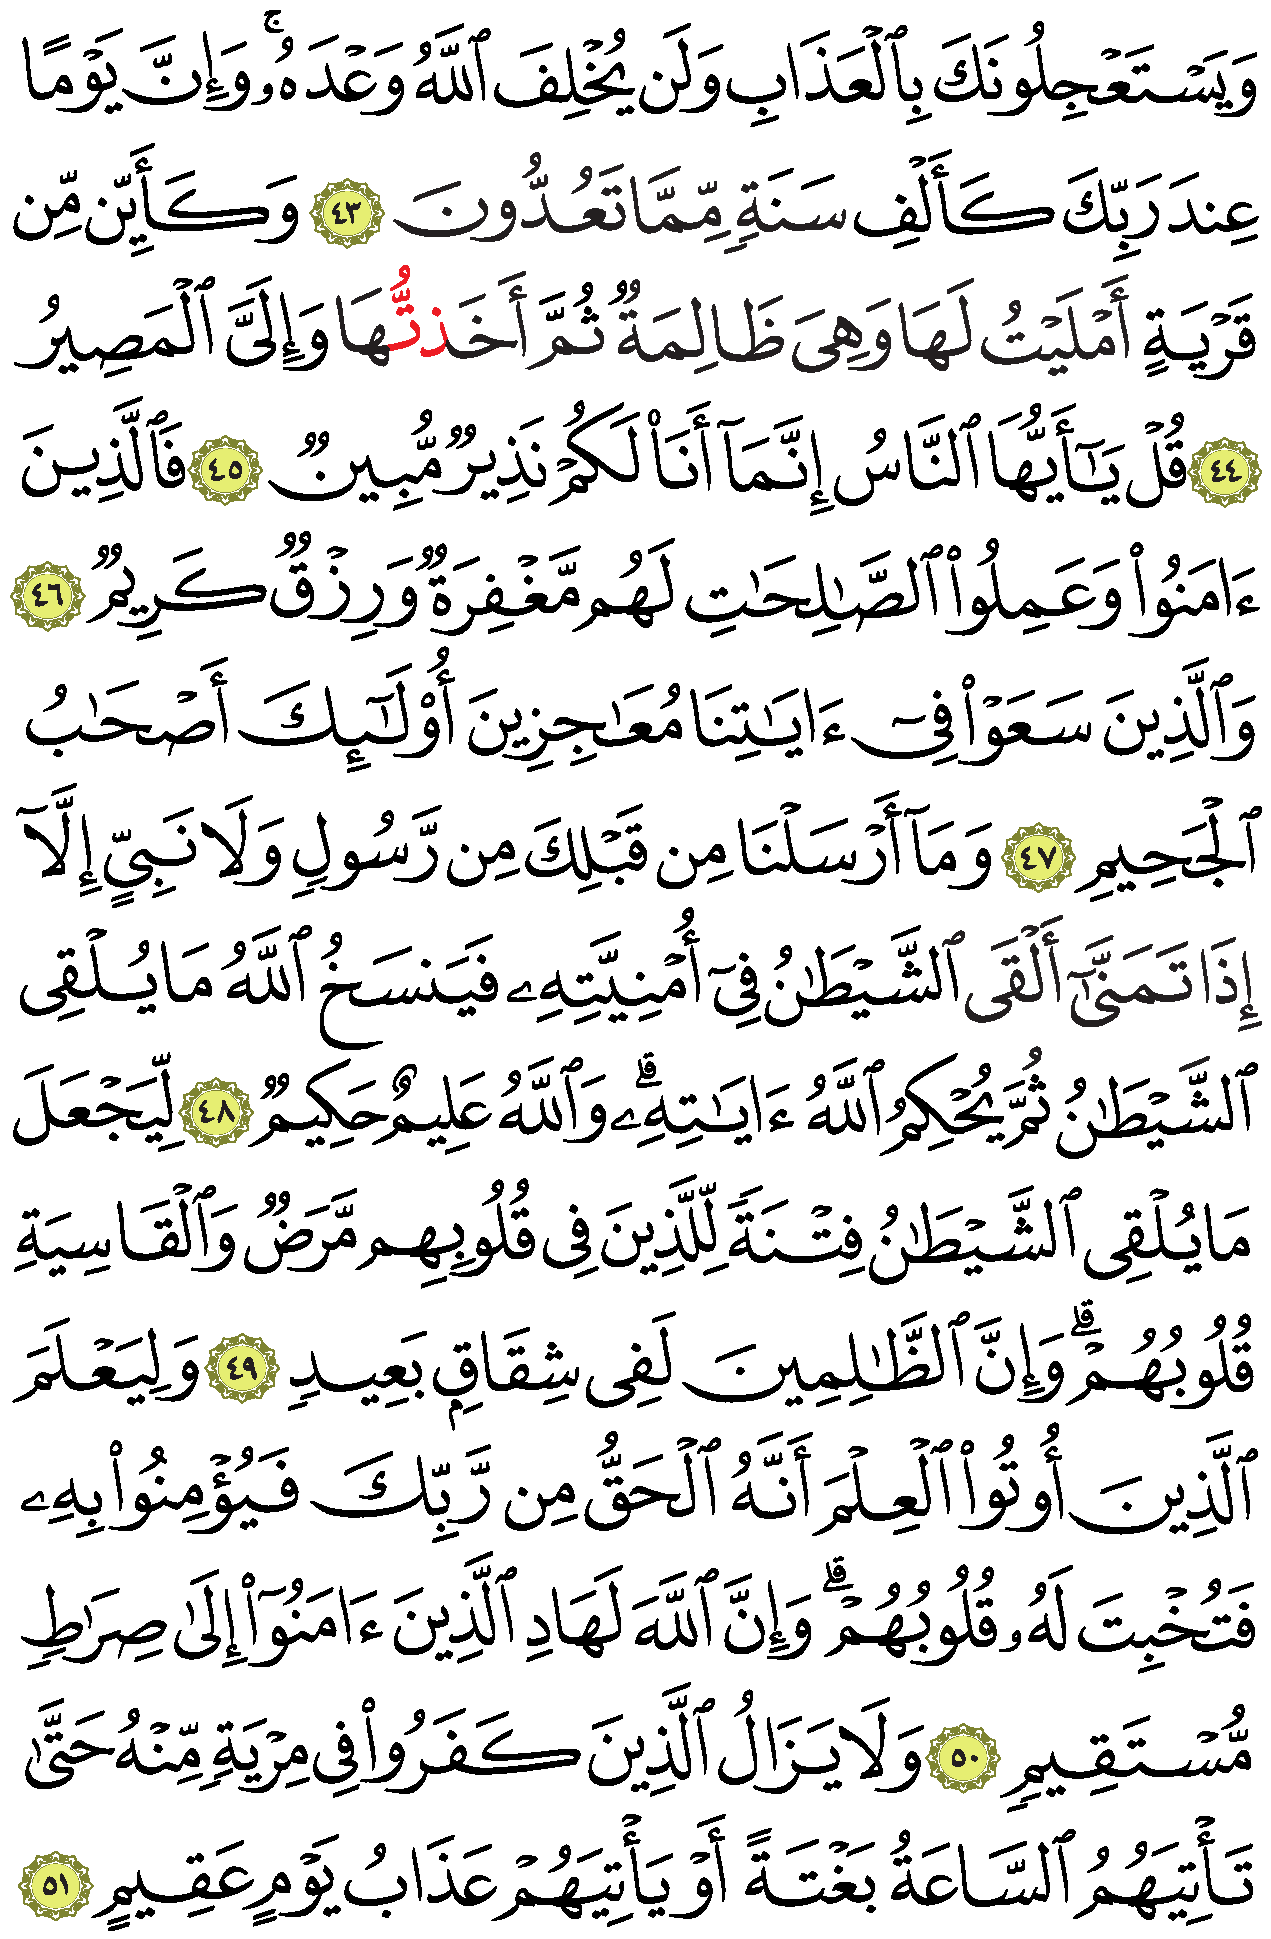 وَيَسْتَعْجِلُونَكَ بِٱلْعَذَابِ وَلَن يُخْلِفَ ٱللَّهُ وَعْدَهُۥ ۚ وَإِنَّ يَوْمًا
عِندَ رَبِّكَ كَأَلْفِ سَنَةٍ مِّمَّا تَعُدُّونَ ٤٣ وَكَأَيِّن مِّن
قَرْيَةٍ أَمْلَيْتُ لَهَا وَهِىَ ظَالِمَةٌ ثُمَّ أَخَذتُّهَا وَإِلَىَّ ٱلْمَصِيرُ
٤٤ قُلْ يَـٰٓأَيُّهَا ٱلنَّاسُ إِنَّمَآ أَنَا۠ لَكُمْ نَذِيرٌ مُّبِينٌ ٤٥ فَٱلَّذِينَ
ءَامَنُوا۟ وَعَمِلُوا۟ ٱلصَّـٰلِحَـٰتِ لَهُم مَّغْفِرَةٌ وَرِزْقٌ كَرِيمٌ ٤٦
وَٱلَّذِينَ سَعَوْا۟ فِىٓ ءَايَـٰتِنَا مُعَـٰجِزِينَ أُو۟لَـٰٓئِكَ أَصْحَـٰبُ
ٱلْجَحِيمِ ٤٧ وَمَآ أَرْسَلْنَا مِن قَبْلِكَ مِن رَّسُولٍ وَلَا نَبِىٍّ إِلَّآ
إِذَا تَمَنَّىٰٓ أَلْقَى ٱلشَّيْطَـٰنُ فِىٓ أُمْنِيَّتِهِۦ فَيَنسَخُ ٱللَّهُ مَا يُلْقِى
ٱلشَّيْطَـٰنُ ثُمَّ يُحْكِمُ ٱللَّهُ ءَايَـٰتِهِۦ ۗ وَٱللَّهُ عَلِيمٌ حَكِيمٌ ٤٨ لِّيَجْعَلَ
مَا يُلْقِى ٱلشَّيْطَـٰنُ فِتْنَةً لِّلَّذِينَ فِى قُلُوبِهِم مَّرَضٌ وَٱلْقَاسِيَةِ
قُلُوبُهُمْ ۗ وَإِنَّ ٱلظَّـٰلِمِينَ لَفِى شِقَاقٍۭ بَعِيدٍ ٤٩ وَلِيَعْلَمَ
ٱلَّذِينَ أُوتُوا۟ ٱلْعِلْمَ أَنَّهُ ٱلْحَقُّ مِن رَّبِّكَ فَيُؤْمِنُوا۟ بِهِۦ
فَتُخْبِتَ لَهُۥ قُلُوبُهُمْ ۗ وَإِنَّ ٱللَّهَ لَهَادِ ٱلَّذِينَ ءَامَنُوٓا۟ إِلَىٰ صِرَٰطٍ
مُّسْتَقِيمٍ ٥٠ وَلَا يَزَالُ ٱلَّذِينَ كَفَرُوا۟ فِى مِرْيَةٍ مِّنْهُ حَتَّىٰ
تَأْتِيَهُمُ ٱلسَّاعَةُ بَغْتَةً أَوْ يَأْتِيَهُمْ عَذَابُ يَوْمٍ عَقِيمٍ ٥١